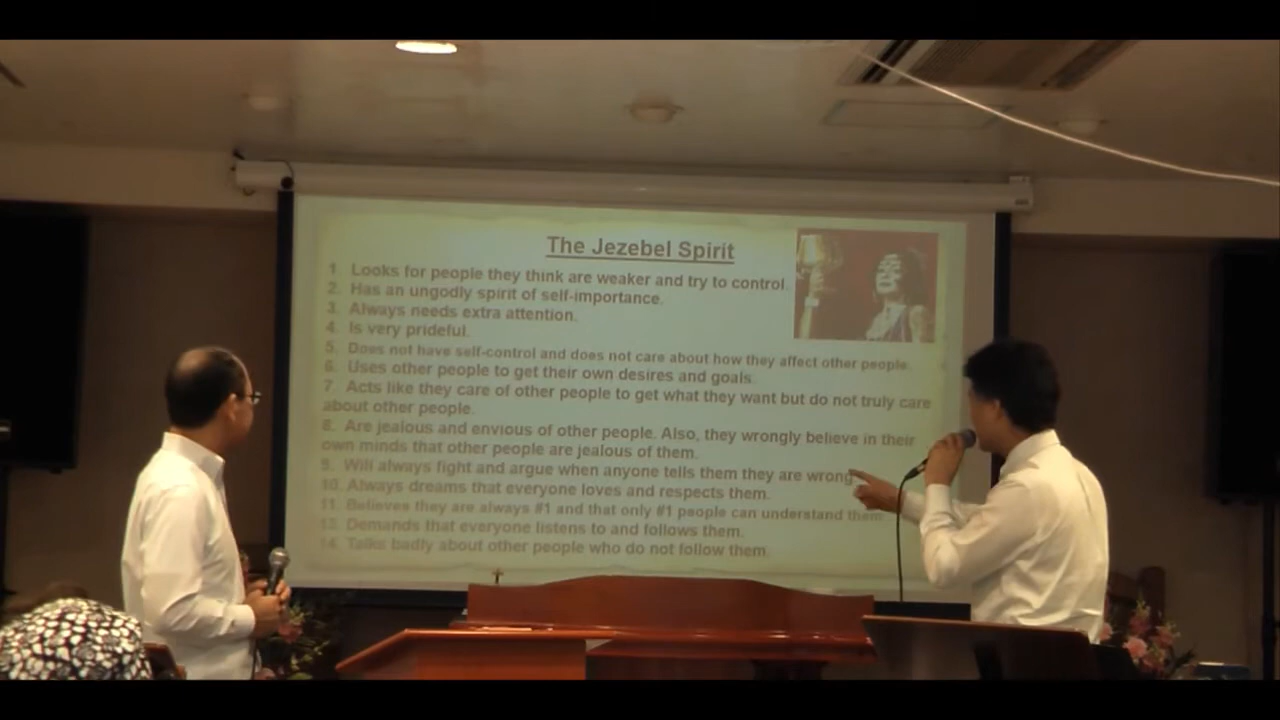 The Jezebel Spirit
1. Looks for people they think are weaker and try to control.
2. Has an ungodly spirit of self-importance.
3. Always needs extra attention.
4. Is very prideful.
5. Does not have self-control and does not care about how they affect other people.
6. Uses other people to get their own desires and goals.
7. Acts like they care of other people to get what they want but do not truly care
about other people.
8. Are jealous and envious of other people. Also, they wrongly believe in their
own minds that other people are jealous of them.
9. Will always fight and argue when anyone tells them they are wrong
10. Always dreams that everyone loves and respects them.
11. Believes they are always #1 and that only #1 people can understand them.
13. Demands that everyone listens to and follows them.
14. Talks badly about other people who do not follow them.